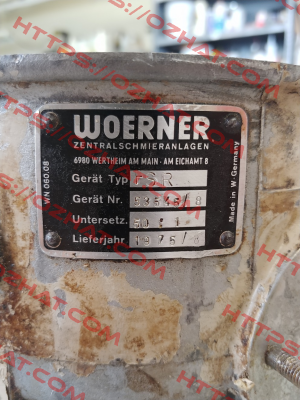 HTTPS://OZHAT.COM
WOERNER
ZENTRALSCHMIERANLAGEN
6980 WERTHEIM AM MAIN · AM EICHAMT 8
Gerät Typ
Gerät Nr.
Untersetz.
Lieferjahr
WN 060.08
Made in W.Germany